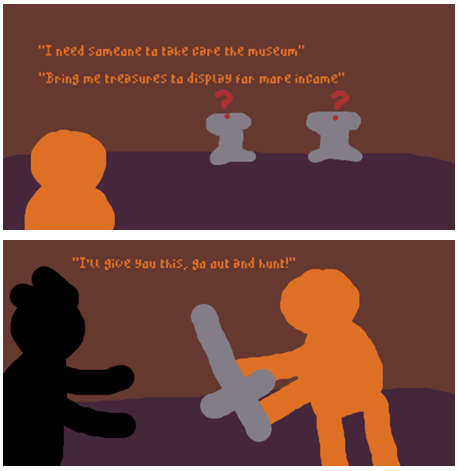 "I need someone to take care the museum"
"Bring me treasures to display for more income"
?
?
"I'll give you this, go out and hunt!"